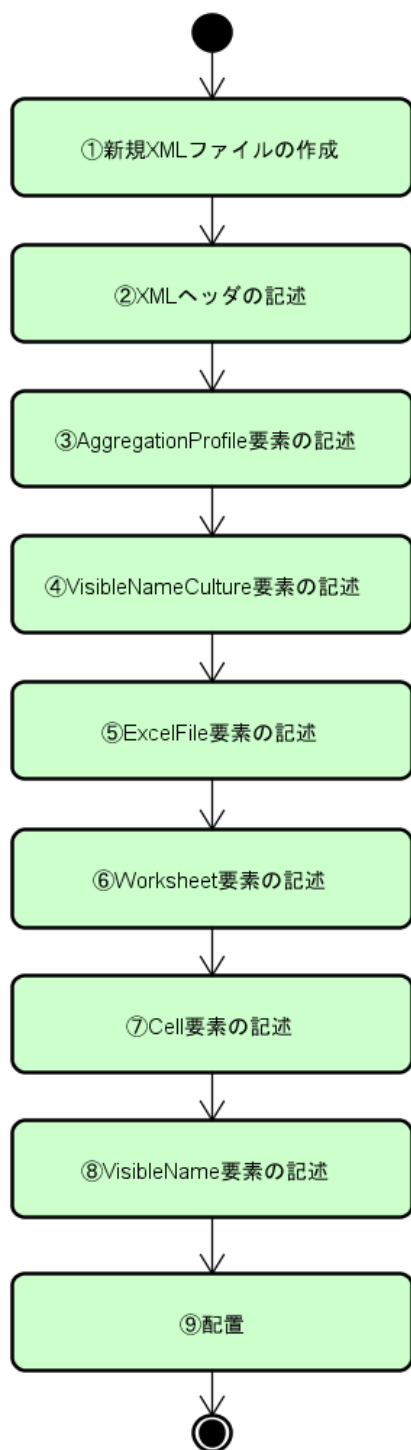 ①新規XMLファイルの作成
②XMLヘッダの記述
③AggregationProfile要素の記述
④VisibleNameCulture要素の記述
⑤ExcelFile要素の記述
⑥Worksheet要素の記述
⑦Cell要素の記述
⑧VisibleName要素の記述
⑨配置